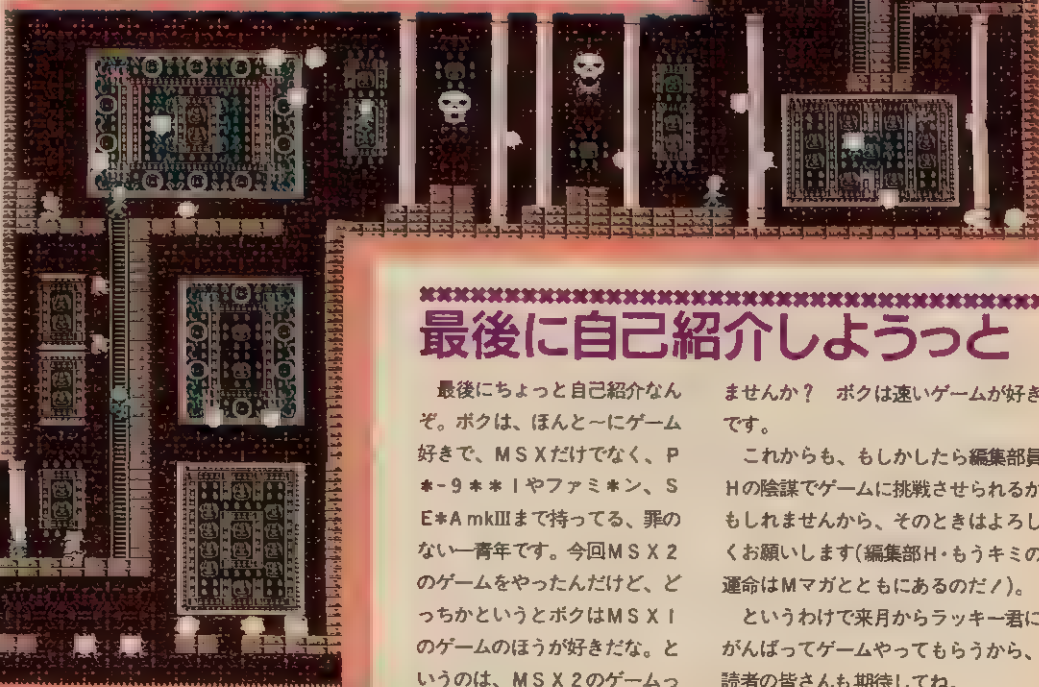 最後に自己紹介しようっと
最後にちょっと自己紹介なん
ぞ。ボクは、ほんと〜にゲーム
好きで、MSXだけでなく、P
*-9**Iやファミ*ン、S
E*A mkⅢまで持ってる、罪の
ない一青年です。今回MSX2
のゲームをやったんだけど、ど
っちかというとボクはMSX1
のゲームのほうが好きだな。と
いうのは、MSX2のゲームっ
ませんか? ボクは速いゲームが好き
です。
これからも、もしかしたら編集部員
Hの陰謀でゲームに挑戦させられるか
もしれませんから、そのときはよろし
くお願いします(編集部H・もうキミの
運命はMマガとともにあるのだ!)。
というわけで来月からラッキー君に
がんばってゲームやってもらうから、
読者の皆さんも期待してね。